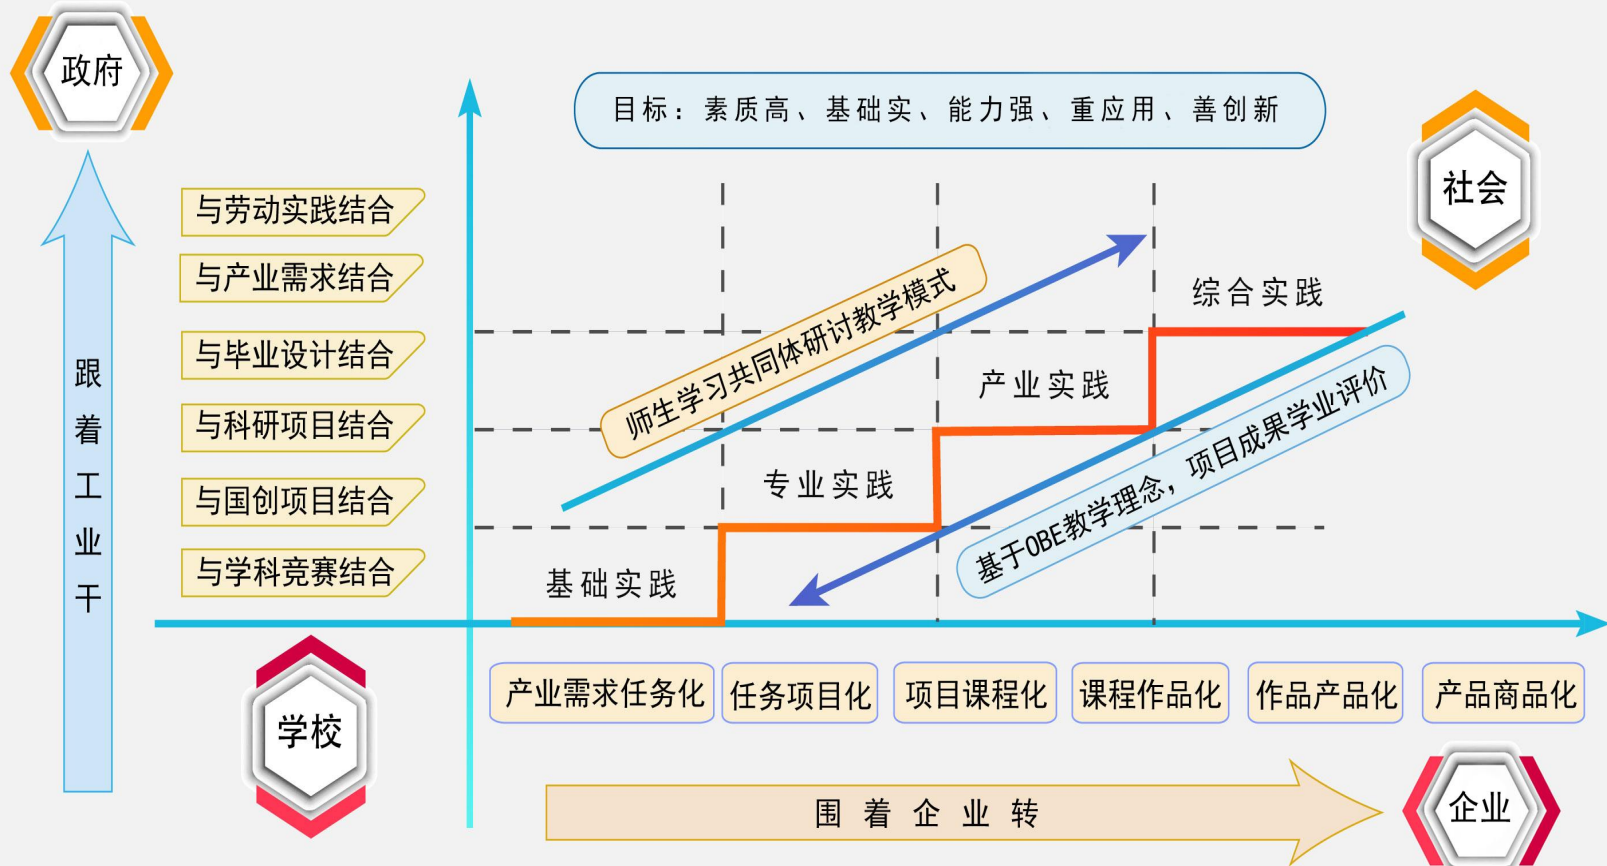 政府
目标：素质高、基础实、能力强、重应用、善创新
社会
与劳动实践结合
与产业需求结合
与毕业设计结合
与科研项目结合
与国创项目结合
与学科竞赛结合
跟着工业干
师生学习共同体研讨教学模式
综合实践
产业实践
专业实践
基础实践
基于OBE教学理念，项目成果学业评价
学校
产业需求任务化
任务项目化
项目课程化
课程作品化
作品产品化
产品商品化
围着企业转
企业